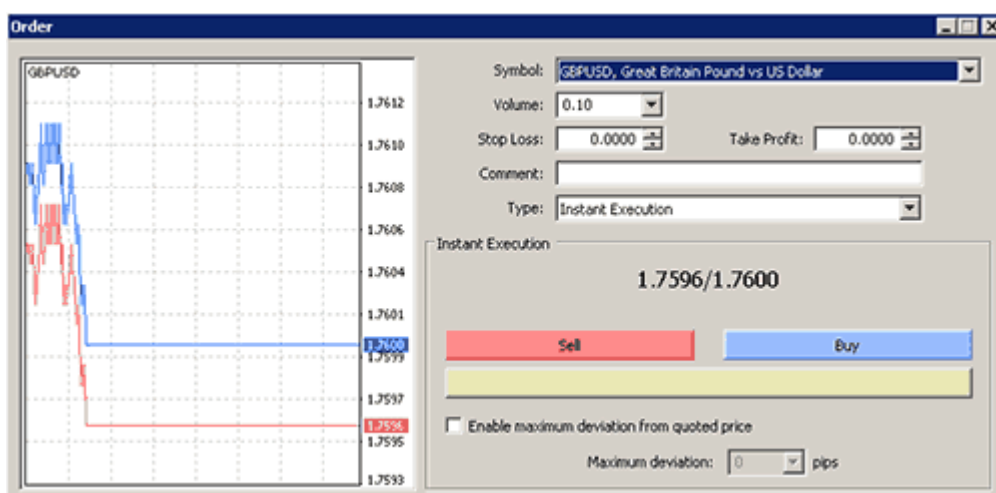 Order
GBPUSD
1.7612
1.7610
1.7608
1.7606
1.7604
1.7601
1.7600
1.7599
1.7597
1.7596
1.7595
1.7593
Symbol: GBPUSD, Great Britain Pound vs US Dollar
Volume: 0.10
Stop Loss: 0.0000 Take Profit: 0.0000
Comment:
Type: Instant Execution
Instant Execution
1.7596/1.7600
Sell Buy
Enable maximum deviation from quoted price
Maximum deviation: 0 pips